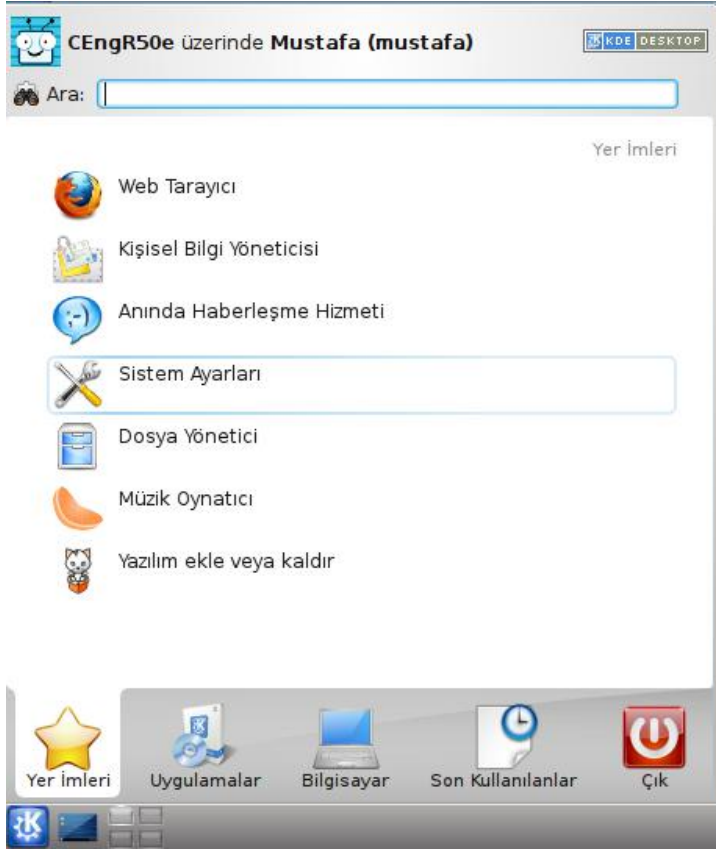 CEngR50e üzerinde Mustafa (mustafa)
KDE DESKTOP
Ara:
Yer İmleri
Web Tarayıcı
Kişisel Bilgi Yöneticisi
Anında Haberleşme Hizmeti
Sistem Ayarları
Dosya Yönetici
Müzik Oynatıcı
Yazılım ekle veya kaldır
Yer İmleri
Uygulamalar
Bilgisayar
Son Kullanılanlar
Çık